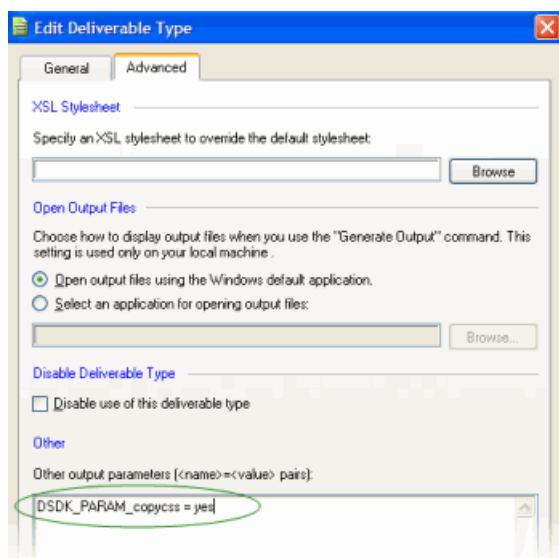 Edit Deliverable Type
General Advanced
XSL Stylesheet
Specify an XSL stylesheet to override the default stylesheet:
Browse
Open Output Files
Choose how to display output files when you use the "Generate Output" command. This
setting is used only on your local machine .
Open output files using the Windows default application.
Select an application for opening output files:
Browse...
Disable Deliverable Type
Disable use of this deliverable type
Other
Other output parameters (<name>=<value> pairs):
DSDK_PARAM_copycss = yes